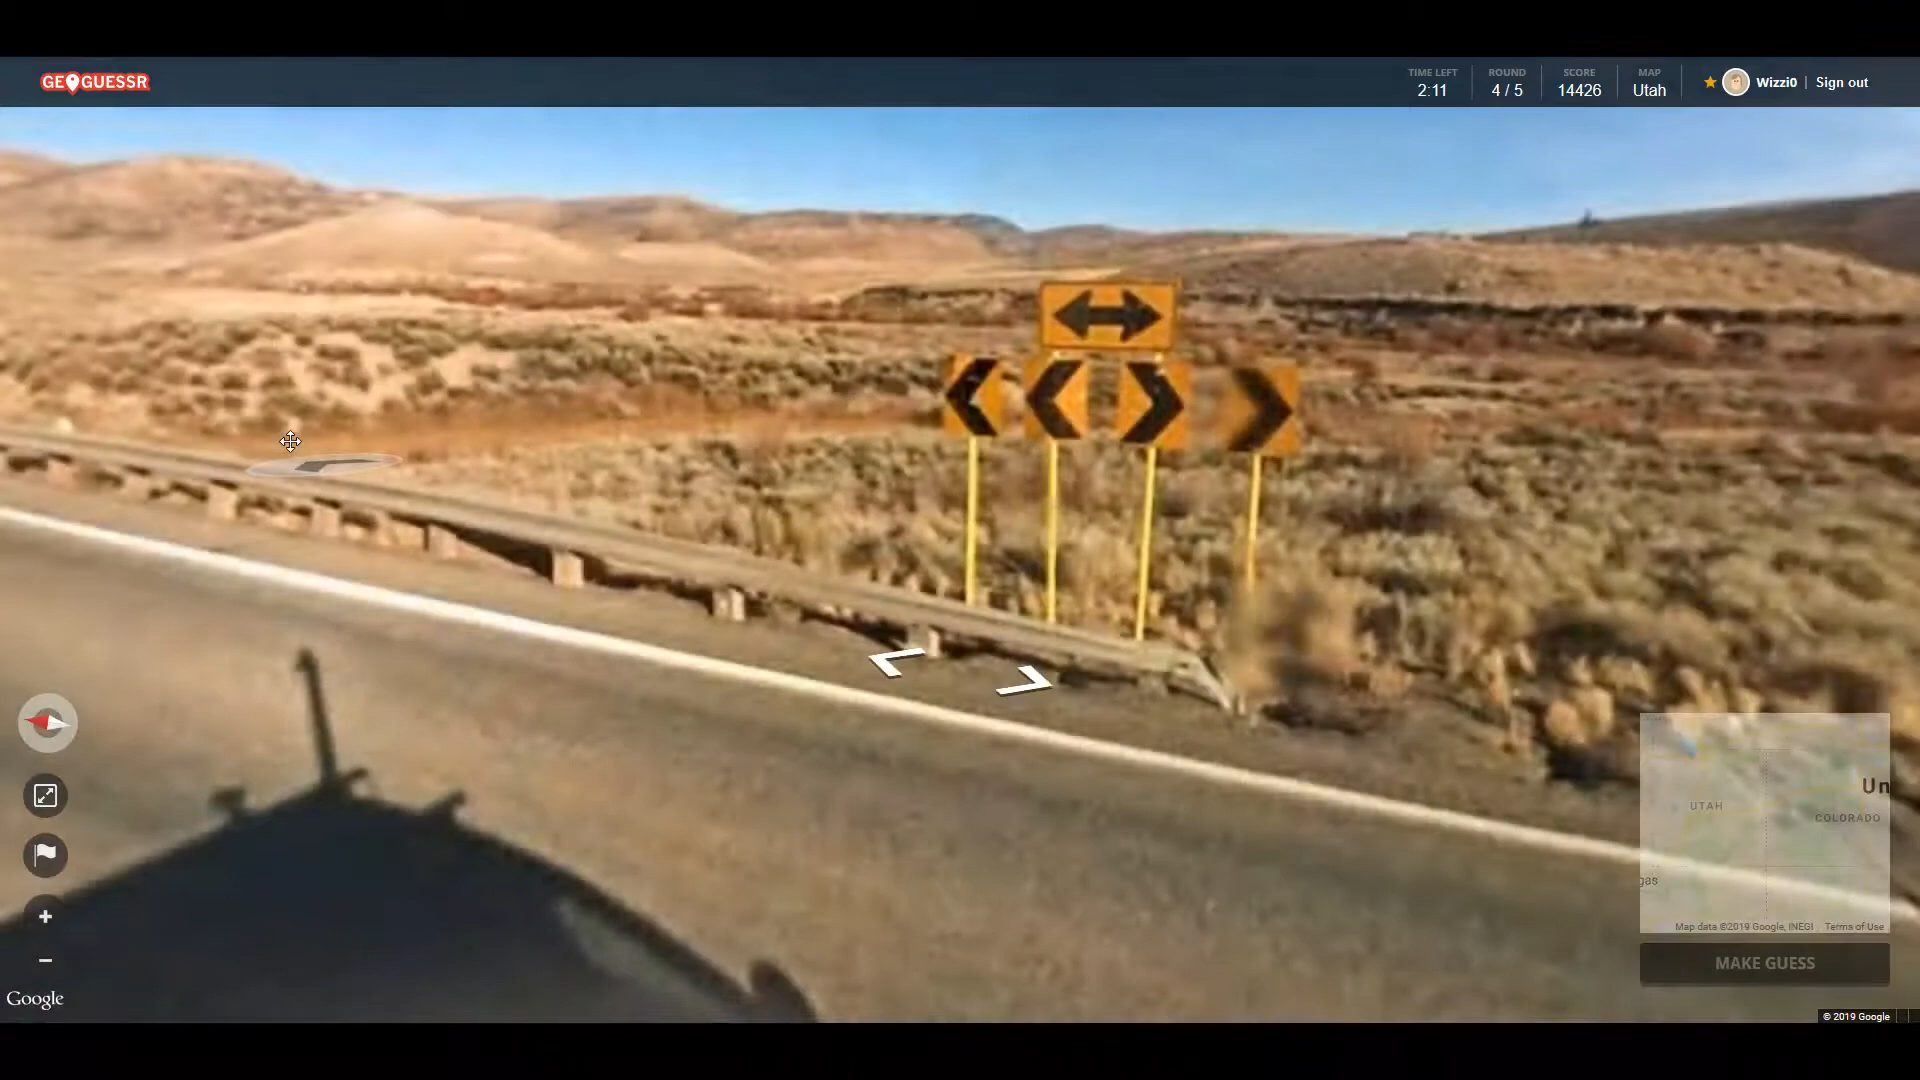 GEOGUESSR
TIME LEFT
2:11
ROUND
4 / 5
SCORE
14426
MAP
Utah
Wizzi0
Sign out
Un
UTAH
COLORADO
gas
Map data ©2019 Google, INEGI
Terms of Use
MAKE GUESS
Google
© 2019 Google